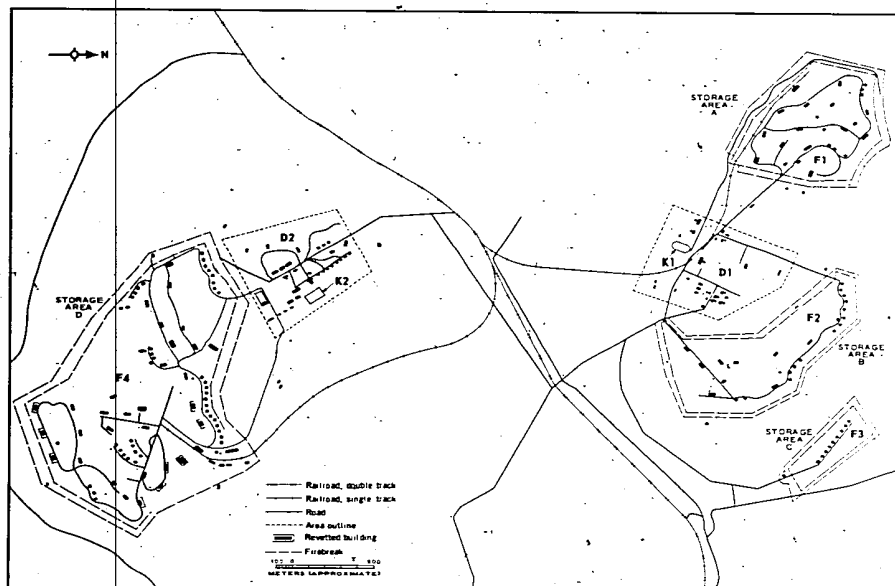 N
STORAGE
AREA
A
F1
D2
K1
D1
K2
STORAGE
AREA
D
F2
STORAGE
AREA
B
F4
STORAGE
AREA
C
F3
Railroad, double track
Railroad, single track
Road
Area outline
Revetted building
Firebreak
METERS (APPROXIMATE)